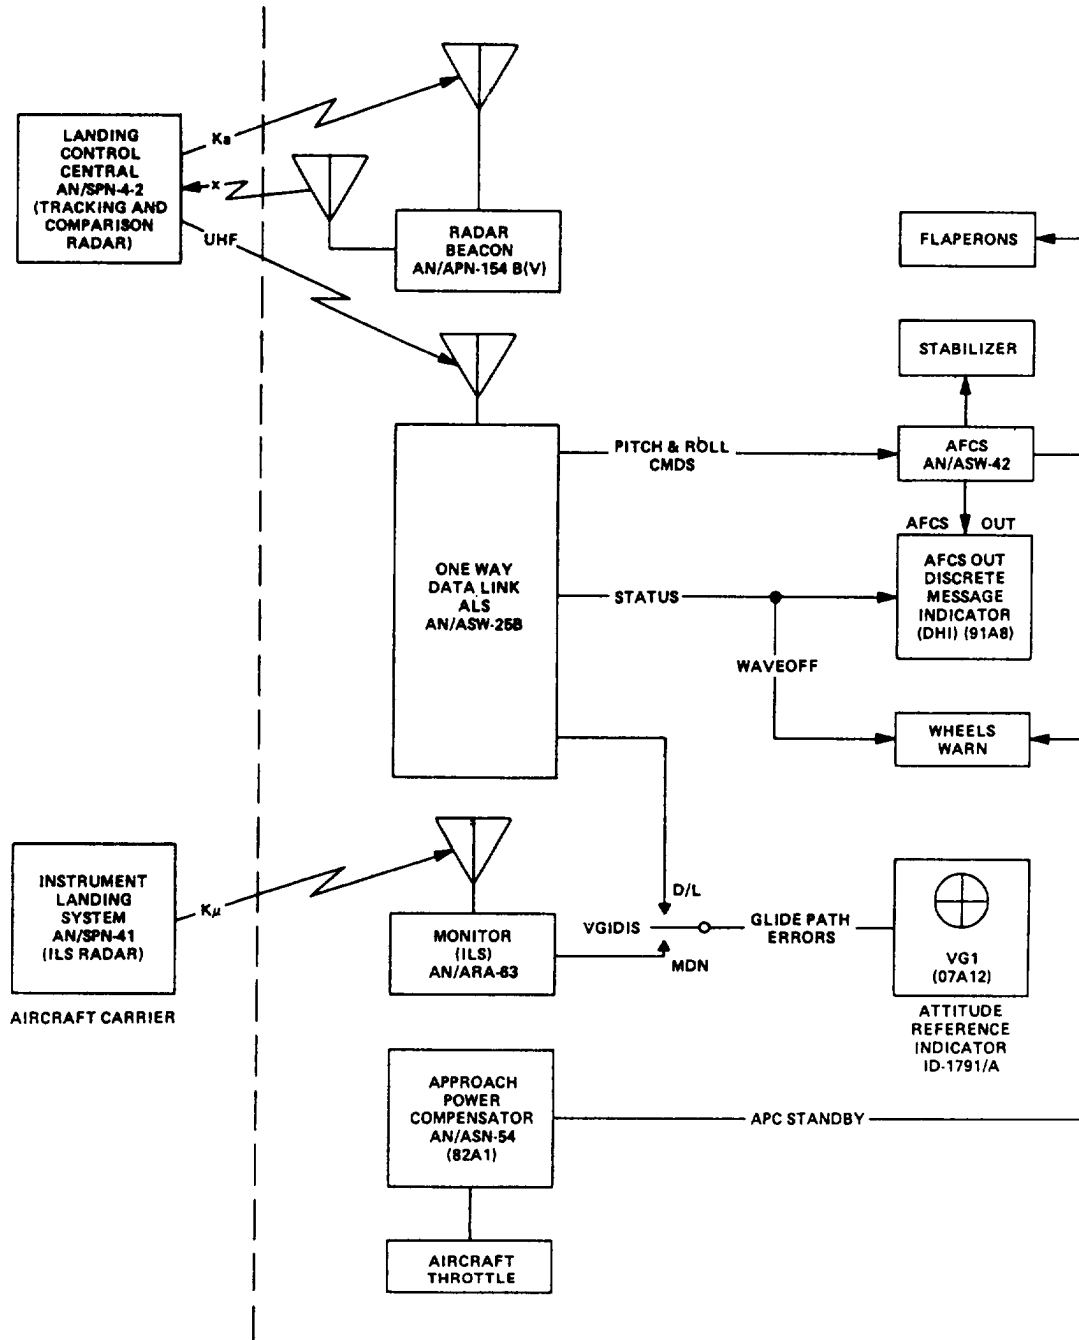 LANDING
CONTROL
CENTRAL
AN/SPN-4-2
(TRACKING AND
COMPARISON
RADAR)
Ka
x
UHF
RADAR
BEACON
AN/APN-154 B(V)
FLAPERONS
STABILIZER
PITCH & ROLL
CMDS
AFCS
AN/ASW-42
AFCS OUT
ONE WAY
DATA LINK
ALS
AN/ASW-25B
STATUS
AFCS OUT
DISCRETE
MESSAGE
INDICATOR
(DHI) (91A8)
WAVEOFF
WHEELS
WARN
INSTRUMENT
LANDING
SYSTEM
AN/SPN-41
(ILS RADAR)
Kμ
AIRCRAFT CARRIER
MONITOR
(ILS)
AN/ARA-63
D/L
VGIDIS
MDN
GLIDE PATH
ERRORS
VG1
(07A12)
ATTITUDE
REFERENCE
INDICATOR
ID-1791/A
APPROACH
POWER
COMPENSATOR
AN/ASN-54
(82A1)
APC STANDBY
AIRCRAFT
THROTTLE